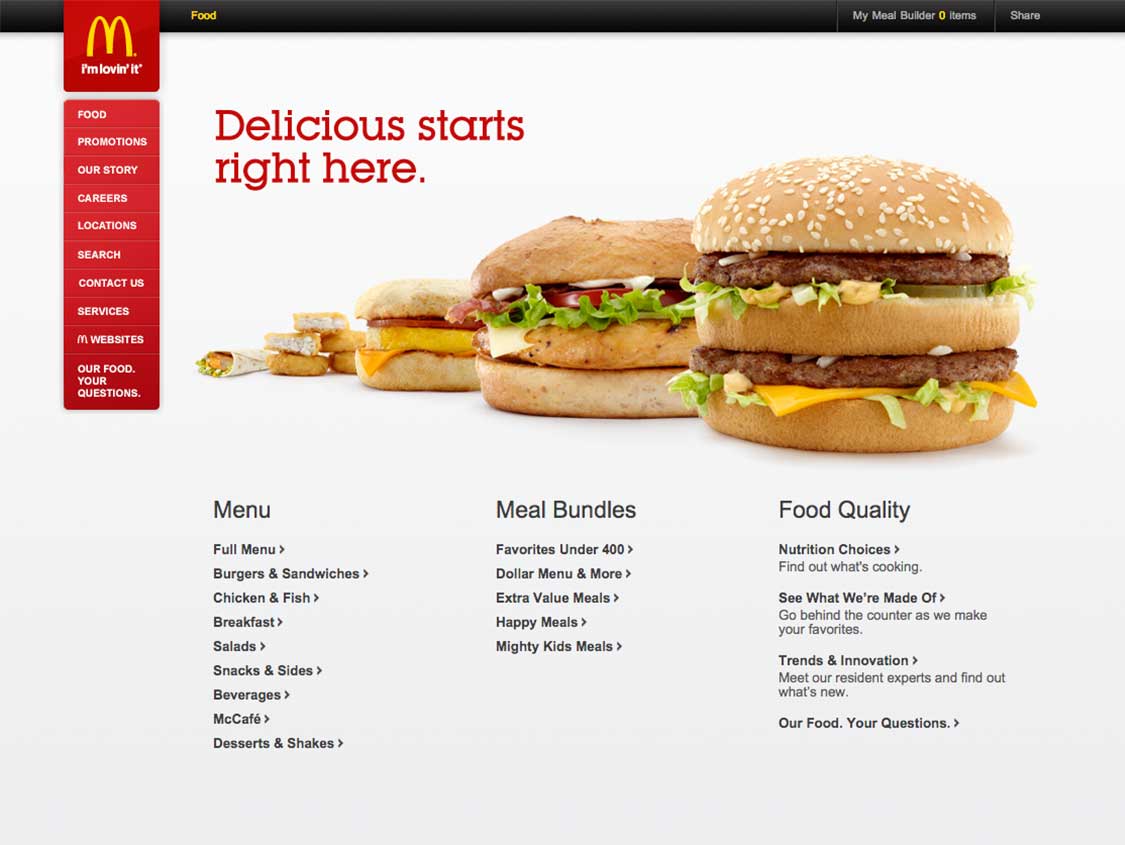 Food
My Meal Builder 0 items
Share
i'm lovin' it®
FOOD
PROMOTIONS
OUR STORY
CAREERS
LOCATIONS
SEARCH
CONTACT US
SERVICES
M WEBSITES
OUR FOOD.
YOUR
QUESTIONS.
Delicious starts
right here.
Menu
Full Menu ›
Burgers & Sandwiches ›
Chicken & Fish ›
Breakfast ›
Salads ›
Snacks & Sides ›
Beverages ›
McCafé ›
Desserts & Shakes ›
Meal Bundles
Favorites Under 400 ›
Dollar Menu & More ›
Extra Value Meals ›
Happy Meals ›
Mighty Kids Meals ›
Food Quality
Nutrition Choices ›
Find out what's cooking.
See What We're Made Of ›
Go behind the counter as we make
your favorites.
Trends & Innovation ›
Meet our resident experts and find out
what's new.
Our Food. Your Questions. ›